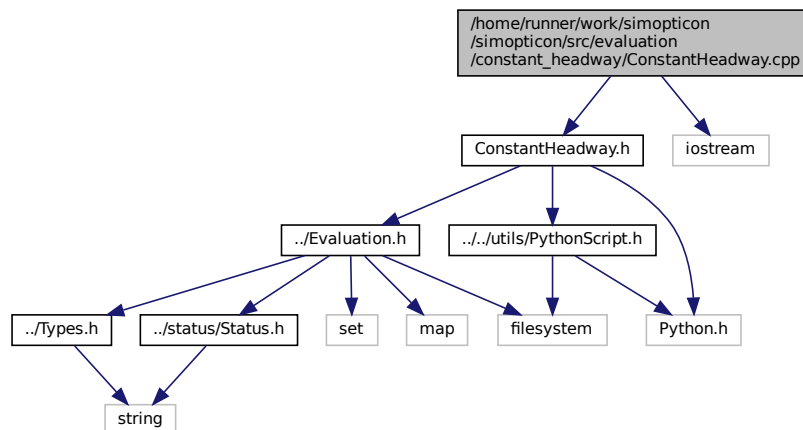 /home/runner/work/simopticon
/simopticon/src/evaluation
/constant_headway/ConstantHeadway.cpp
ConstantHeadway.h
iostream
../Evaluation.h
../../utils/PythonScript.h
../Types.h
../status/Status.h
set
map
filesystem
Python.h
string